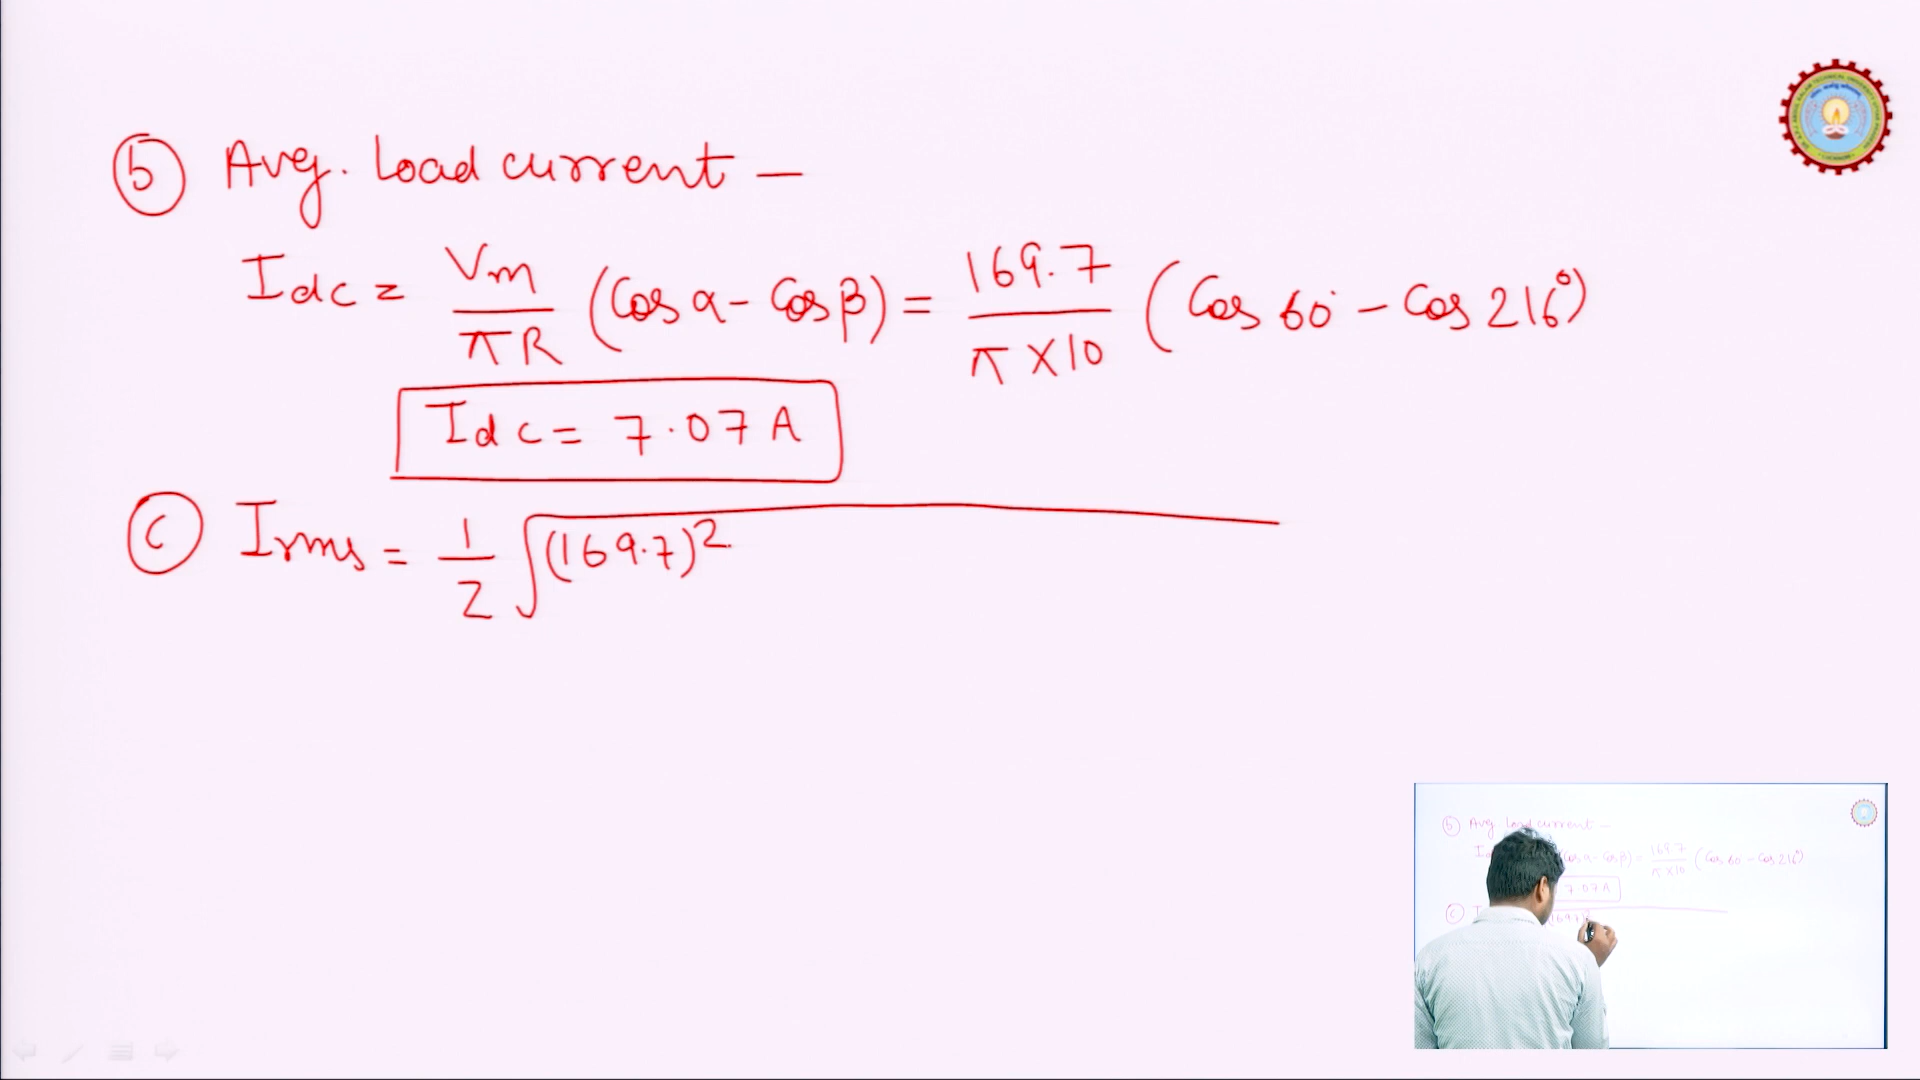 b Avg. Load current —
Idc = Vm / πR (Cos α - Cos β) = 169.7 / π×10 (Cos 60° - Cos 216°)
Idc = 7.07 A
c Irms = 1/2 √(169.7)²